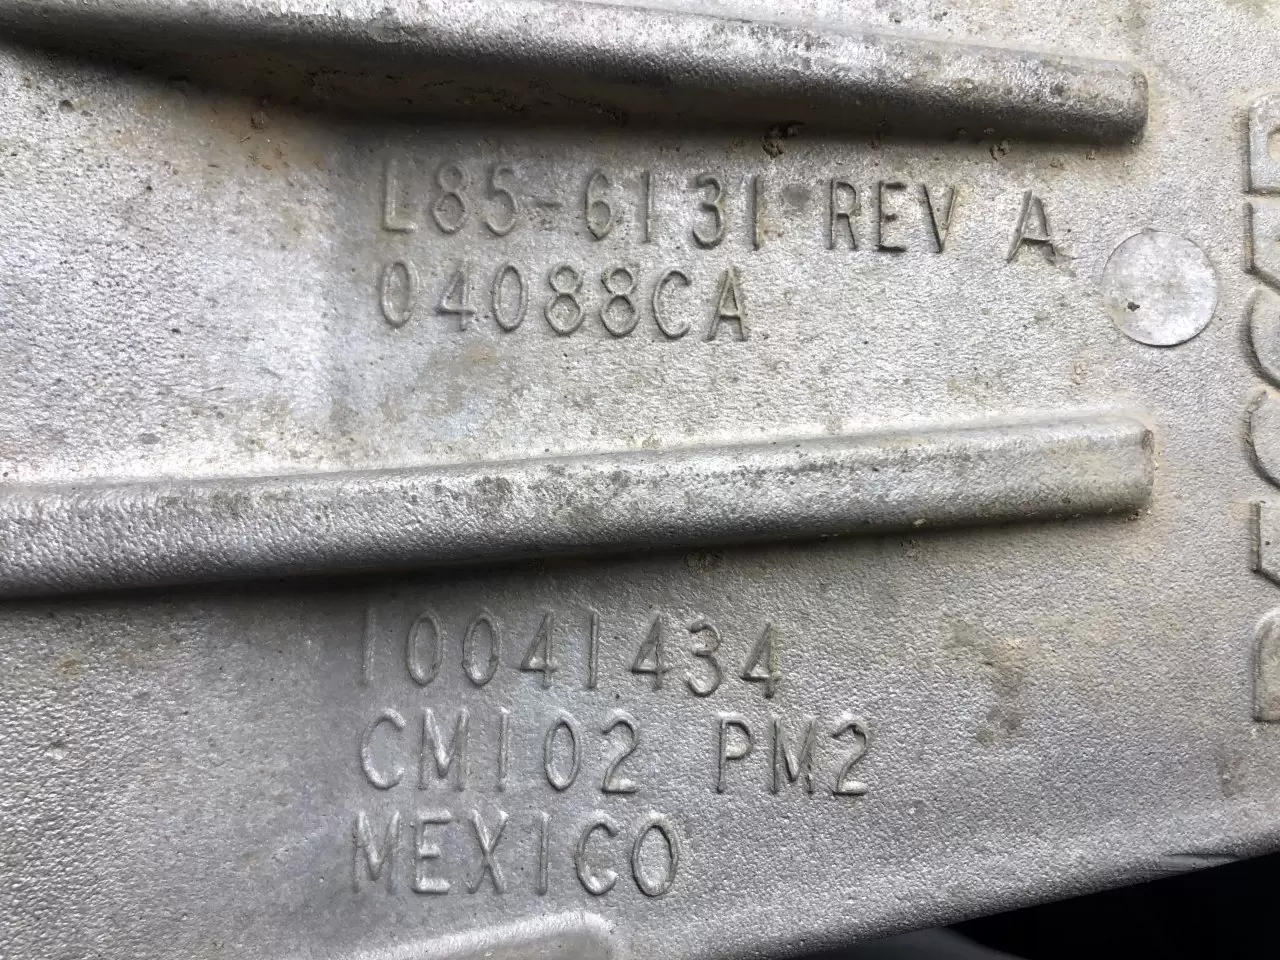 L85-6131 REV A
04088CA
10041434
CM102 PM2
MEXICO